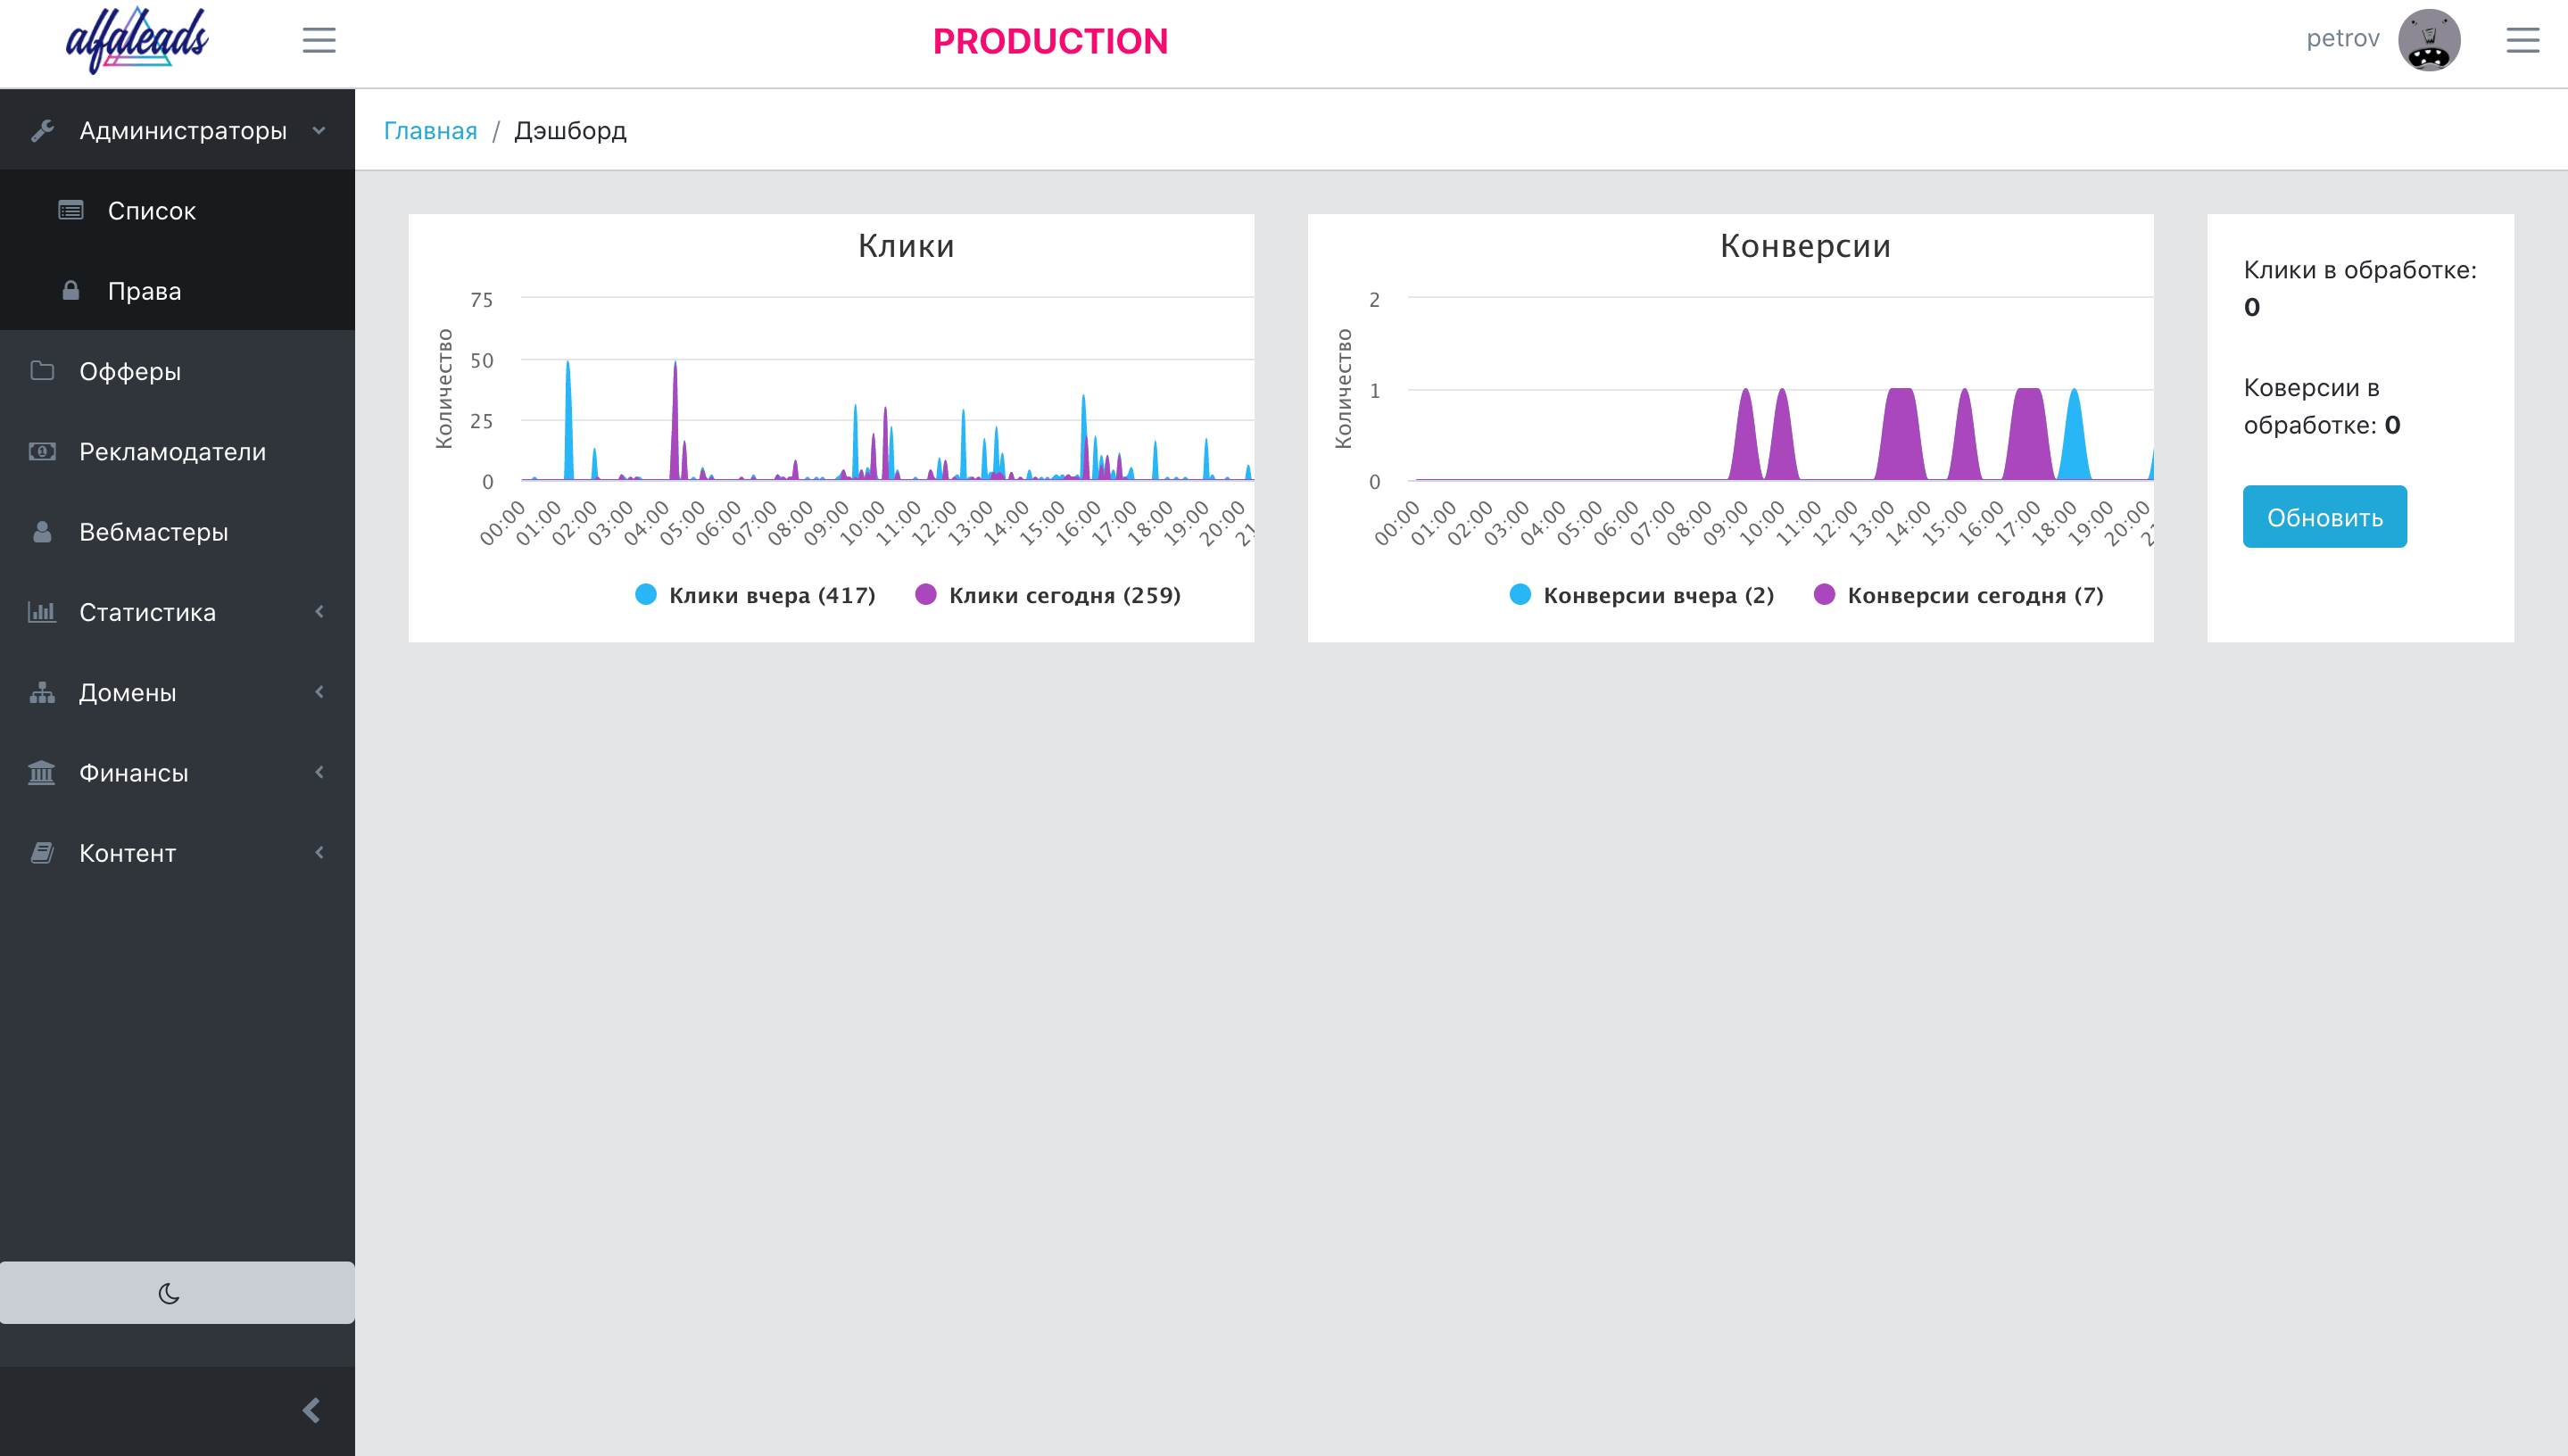 alfaleads
PRODUCTION
petrov
Администраторы
Список
Права
Офферы
Рекламодатели
Вебмастеры
Статистика
Домены
Финансы
Контент
Главная / Дэшборд
Клики
Количество
75
50
25
0
00:00 01:00 02:00 03:00 04:00 05:00 06:00 07:00 08:00 09:00 10:00 11:00 12:00 13:00 14:00 15:00 16:00 17:00 18:00 19:00 20:00
Клики вчера (417) Клики сегодня (259)
Конверсии
Количество
2
1
0
00:00 01:00 02:00 03:00 04:00 05:00 06:00 07:00 08:00 09:00 10:00 11:00 12:00 13:00 14:00 15:00 16:00 17:00 18:00 19:00 20:00
Конверсии вчера (2) Конверсии сегодня (7)
Клики в обработке:
0
Коверсии в
обработке: 0
Обновить